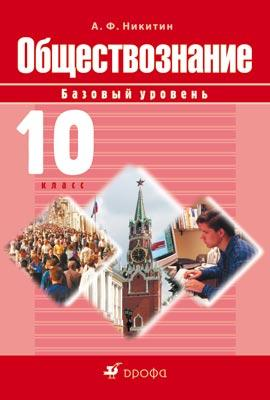 А. Ф. Никитин
Обществознание
Базовый уровень
10
класс
дрофа